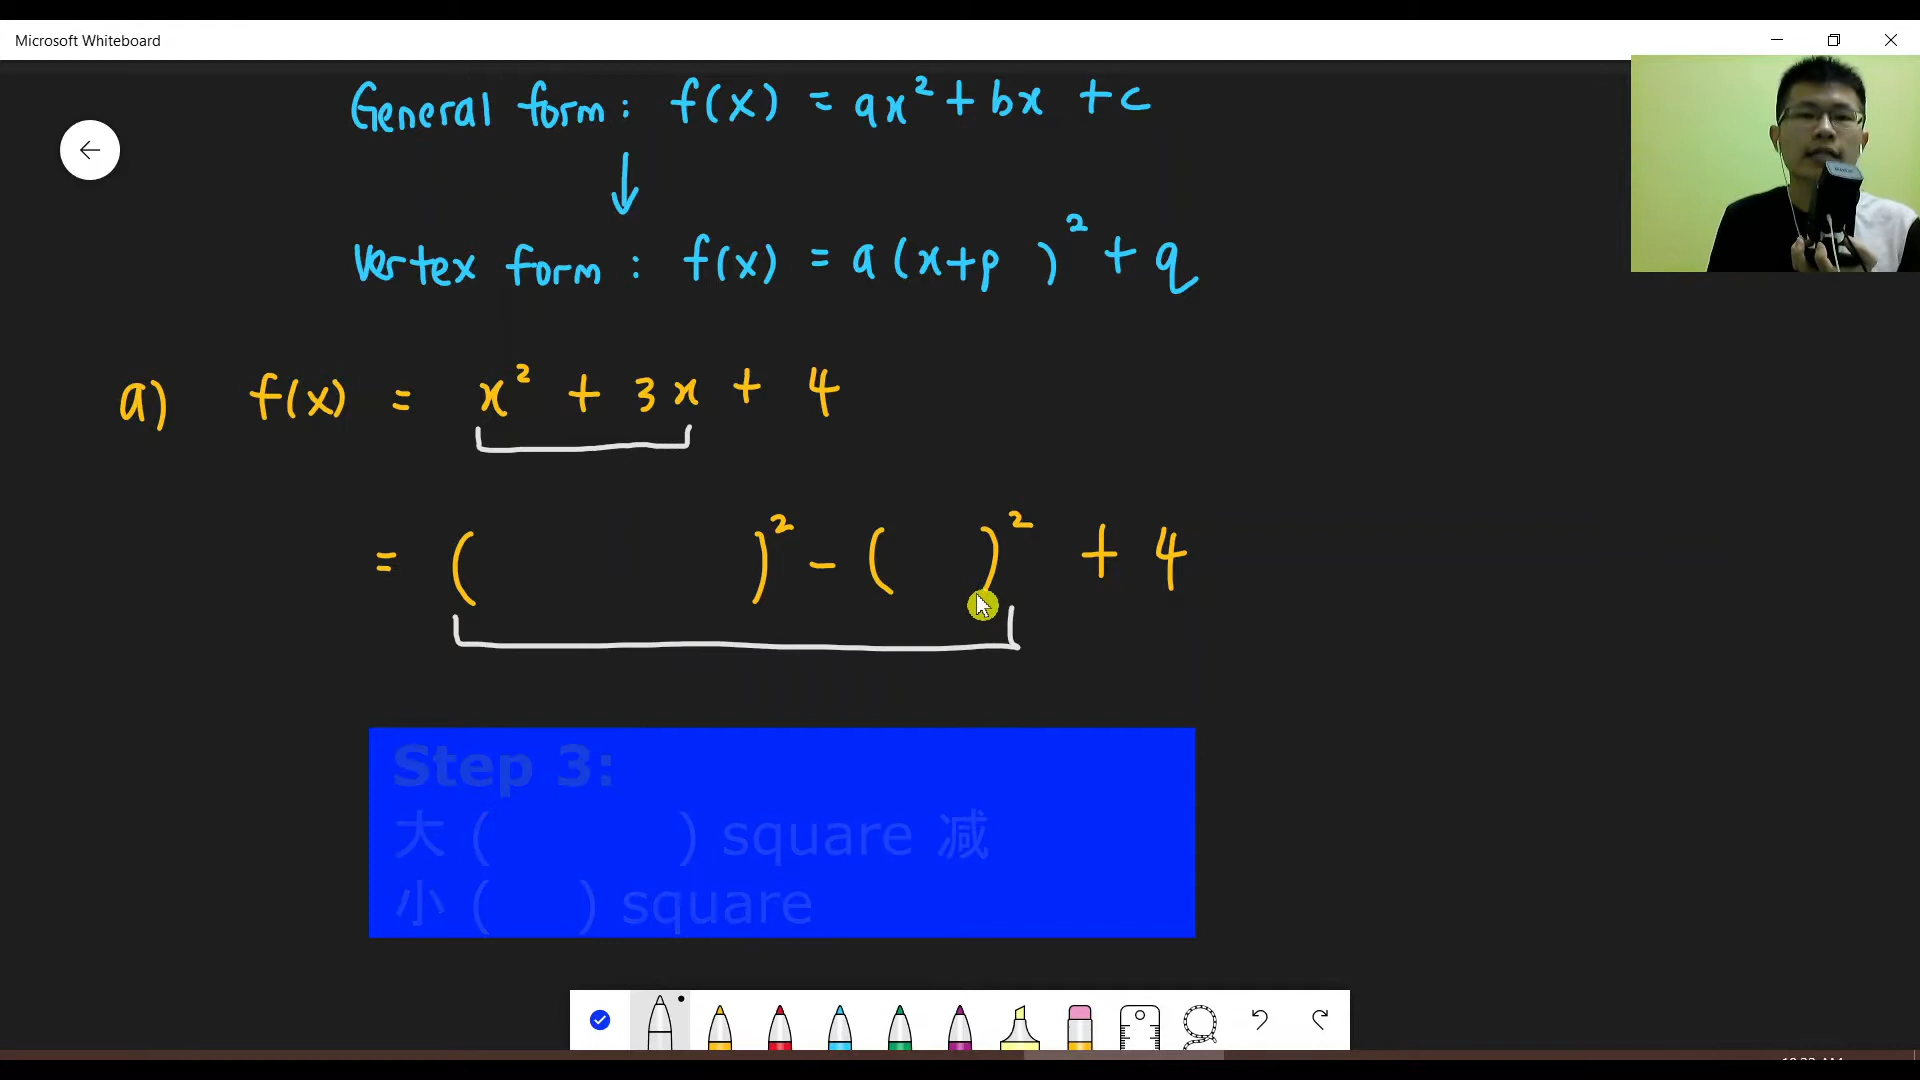 Microsoft Whiteboard
General form : f(x) = ax² + bx + c
↓
Vertex form : f(x) = a(x+p )² + q
a) f(x) = x² + 3x + 4
= ( )² - ( )² + 4
Step 3:
大 ( ) square 减
小 ( ) square